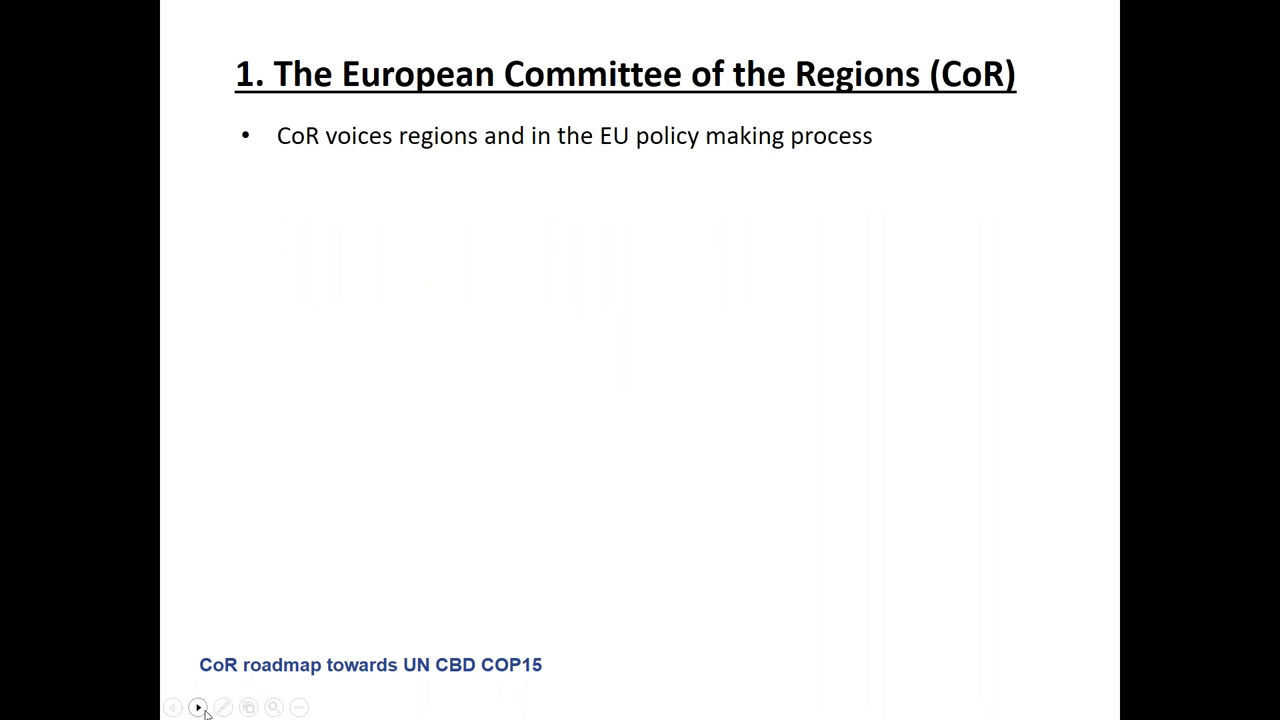 1. The European Committee of the Regions (CoR)
• CoR voices regions and in the EU policy making process
CoR roadmap towards UN CBD COP15